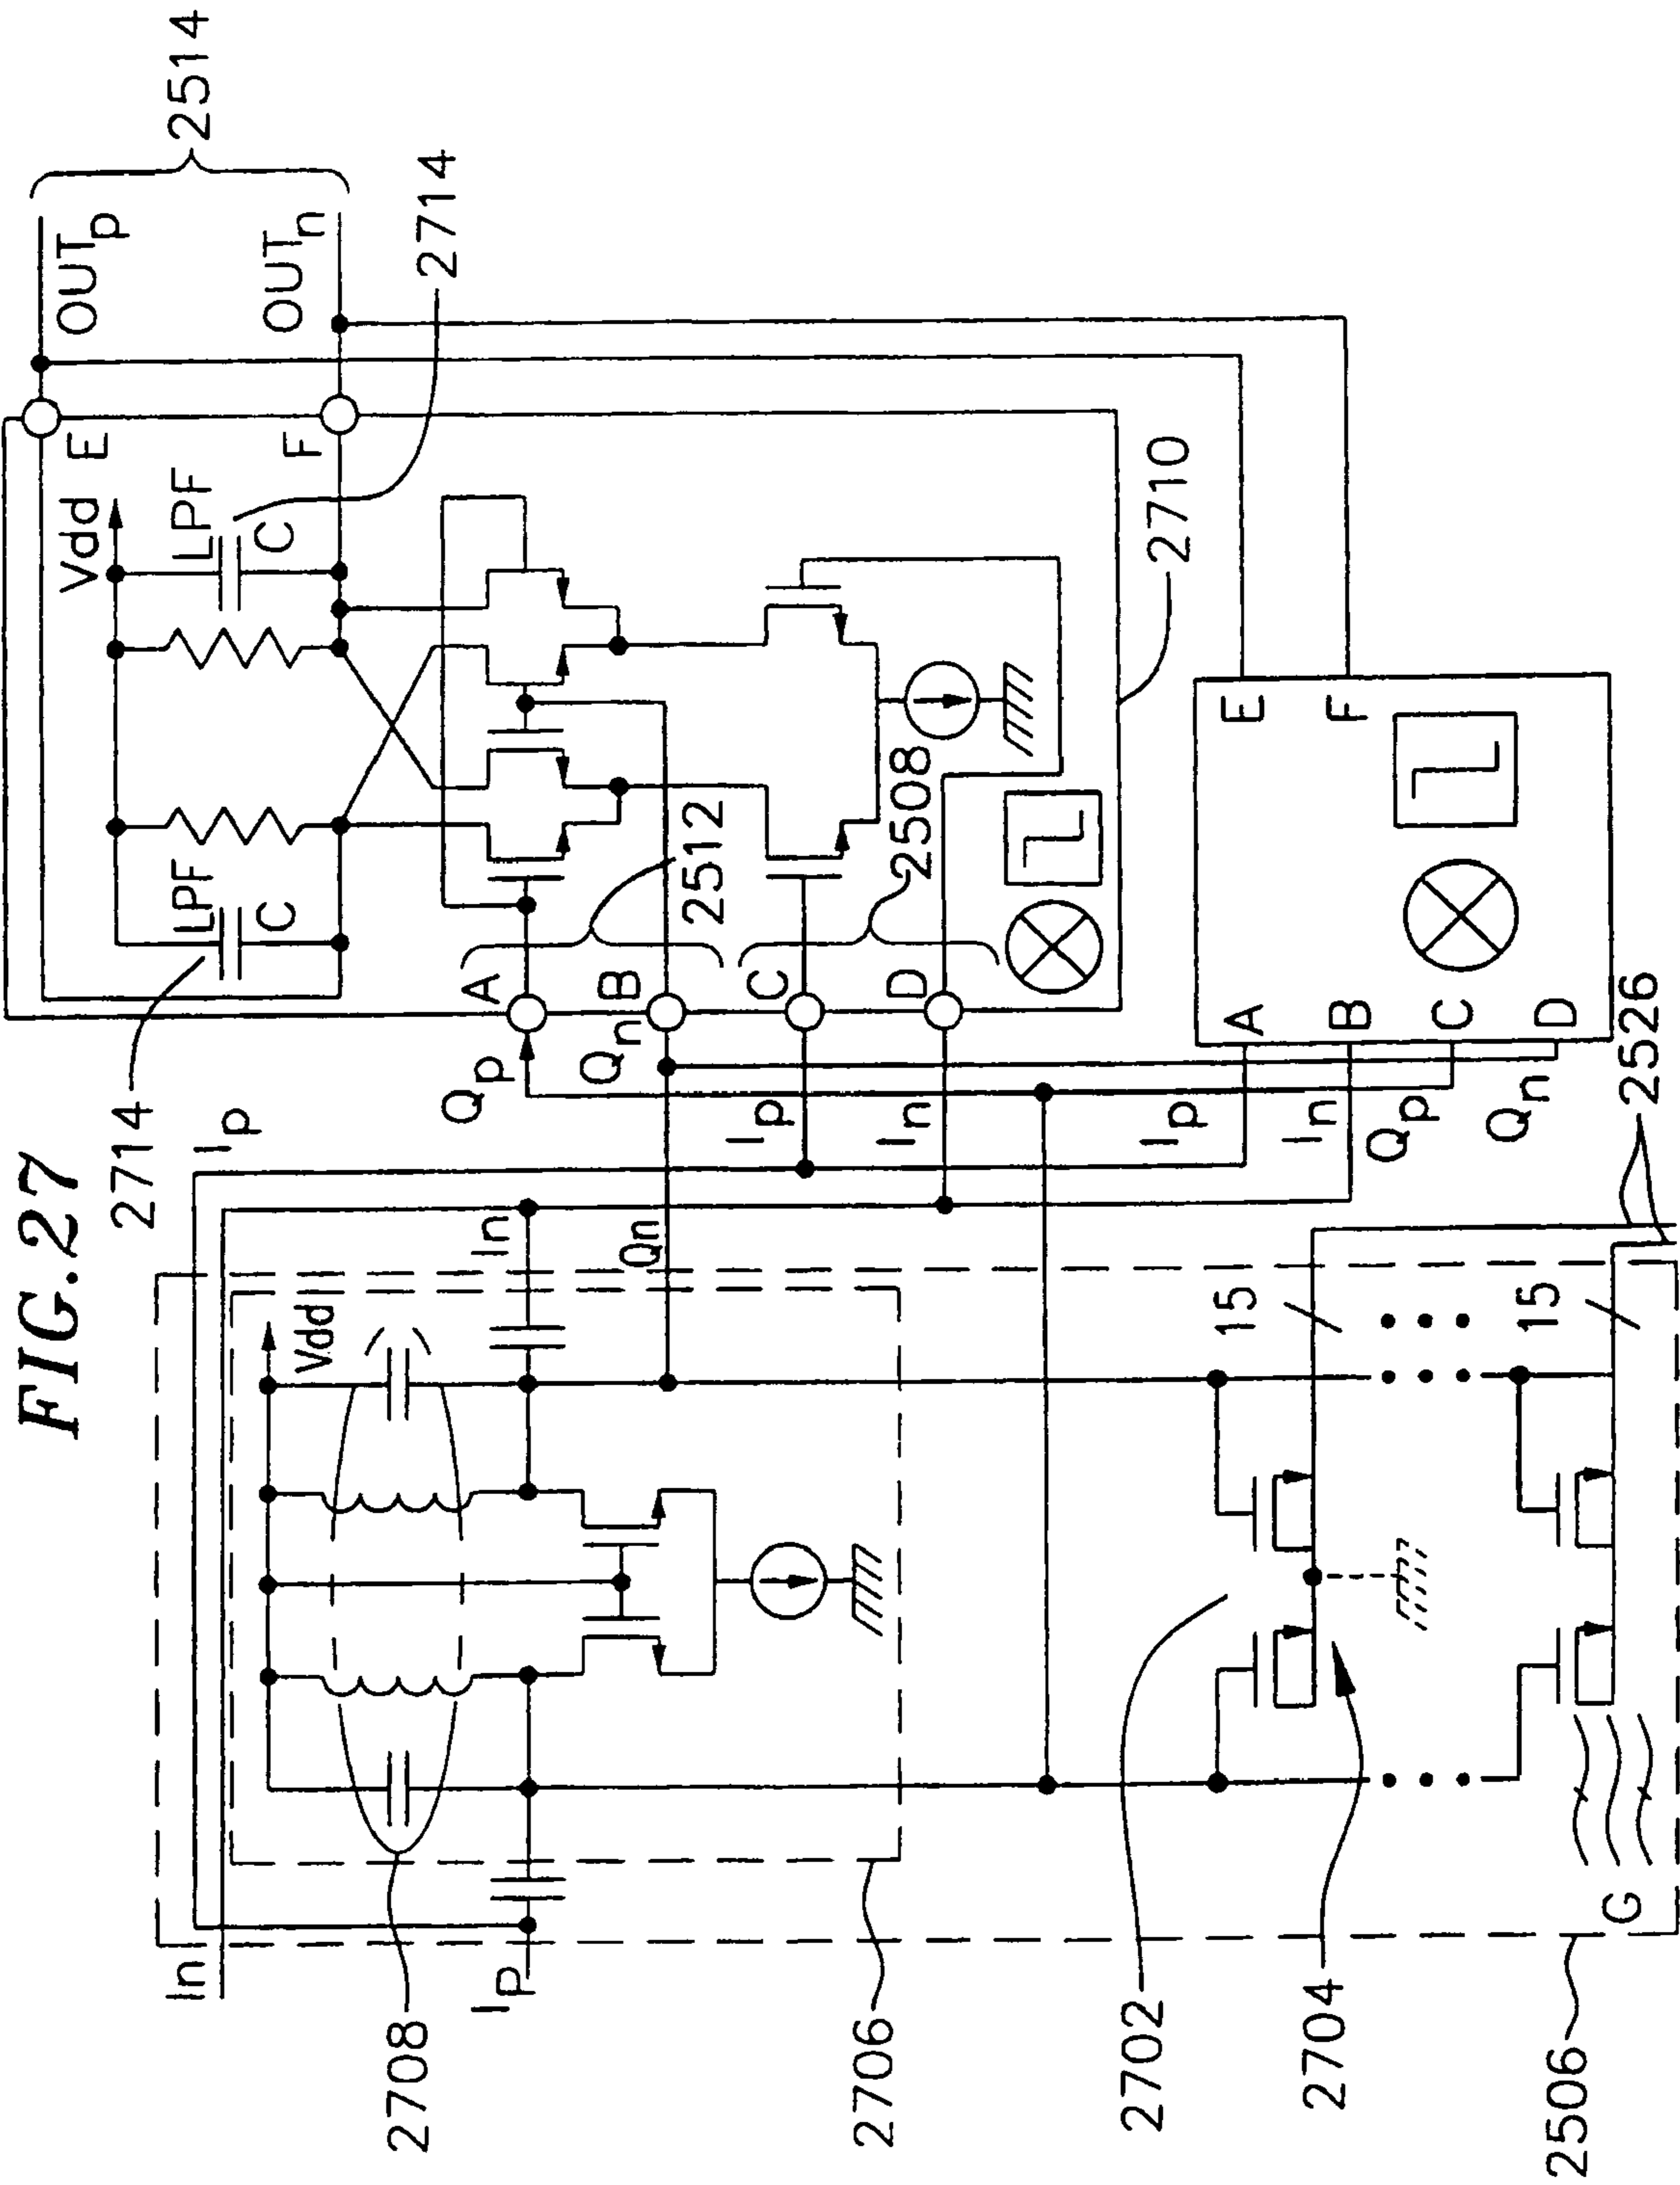 FIG.27
2514
OUTp
OUTn
2714
E
F
Vdd
LPF
C
LPF
C
2714
A
B
C
D
2512
2508
2710
Qp
Qn
Ip
In
Ip
In
Qn
Vdd
In
Ip
2708
2706
E
F
A
B
C
D
Ip
In
Qp
Qn
2526
15
15
2702
2704
G
2506